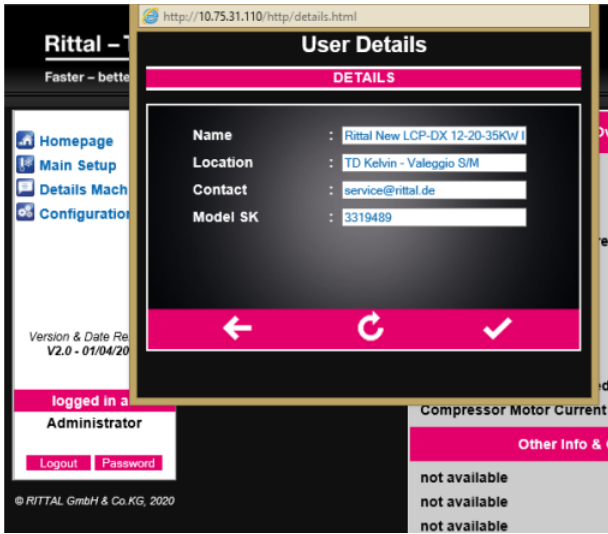 http://10.75.31.110/http/details.html
User Details
DETAILS
Name : Rittal New LCP-DX 12-20-35KW
Location : TD Kelvin - Valeggio S/M
Contact : service@rittal.de
Model SK : 3319489
Rittal –
Faster – bette
Homepage
Main Setup
Details Mach
Configuration
Version & Date Re
V2.0 - 01/04/20
logged in a
Administrator
Logout Password
© RITTAL GmbH & Co.KG, 2020
Compressor Motor Current
Other Info &
not available
not available
not available